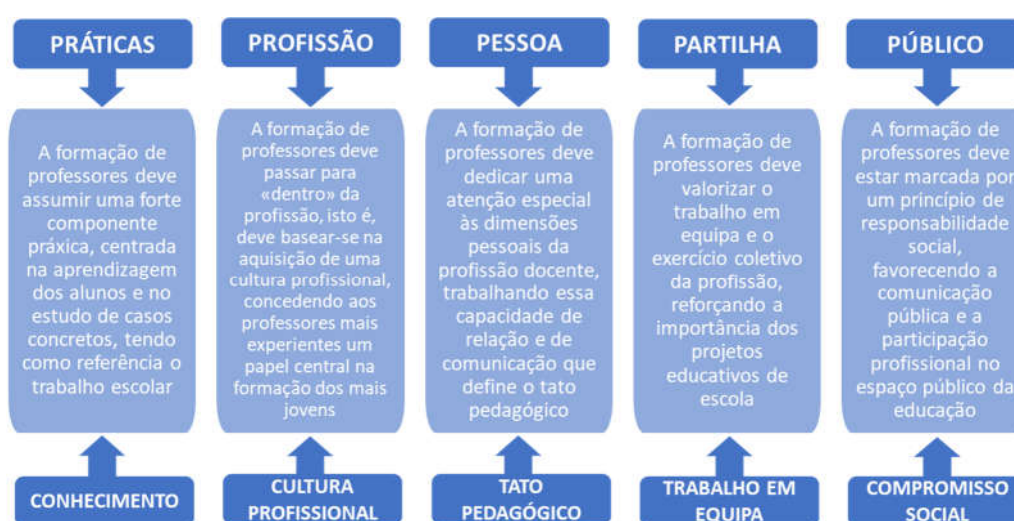 PRÁTICAS
A formação de
professores deve
assumir uma forte
componente
práxica, centrada
na aprendizagem
dos alunos e no
estudo de casos
concretos, tendo
como referência o
trabalho escolar
CONHECIMENTO
PROFISSÃO
A formação de
professores deve
passar para
«dentro» da
profissão, isto é,
deve basear-se na
aquisição de uma
cultura profissional,
concedendo aos
professores mais
experientes um
papel central na
formação dos mais
jovens
CULTURA
PROFISSIONAL
PESSOA
A formação de
professores deve
dedicar uma
atenção especial
às dimensões
pessoais da
profissão docente,
trabalhando essa
capacidade de
relação e de
comunicação que
define o tato
pedagógico
TATO
PEDAGÓGICO
PARTILHA
A formação de
professores deve
valorizar o
trabalho em
equipa e o
exercício coletivo
da profissão,
reforçando a
importância dos
projetos
educativos de
escola
TRABALHO EM
EQUIPA
PÚBLICO
A formação de
professores deve
estar marcada por
um princípio de
responsabilidade
social,
favorecendo a
comunicação
pública e a
participação
profissional no
espaço público da
educação
COMPROMISSO
SOCIAL